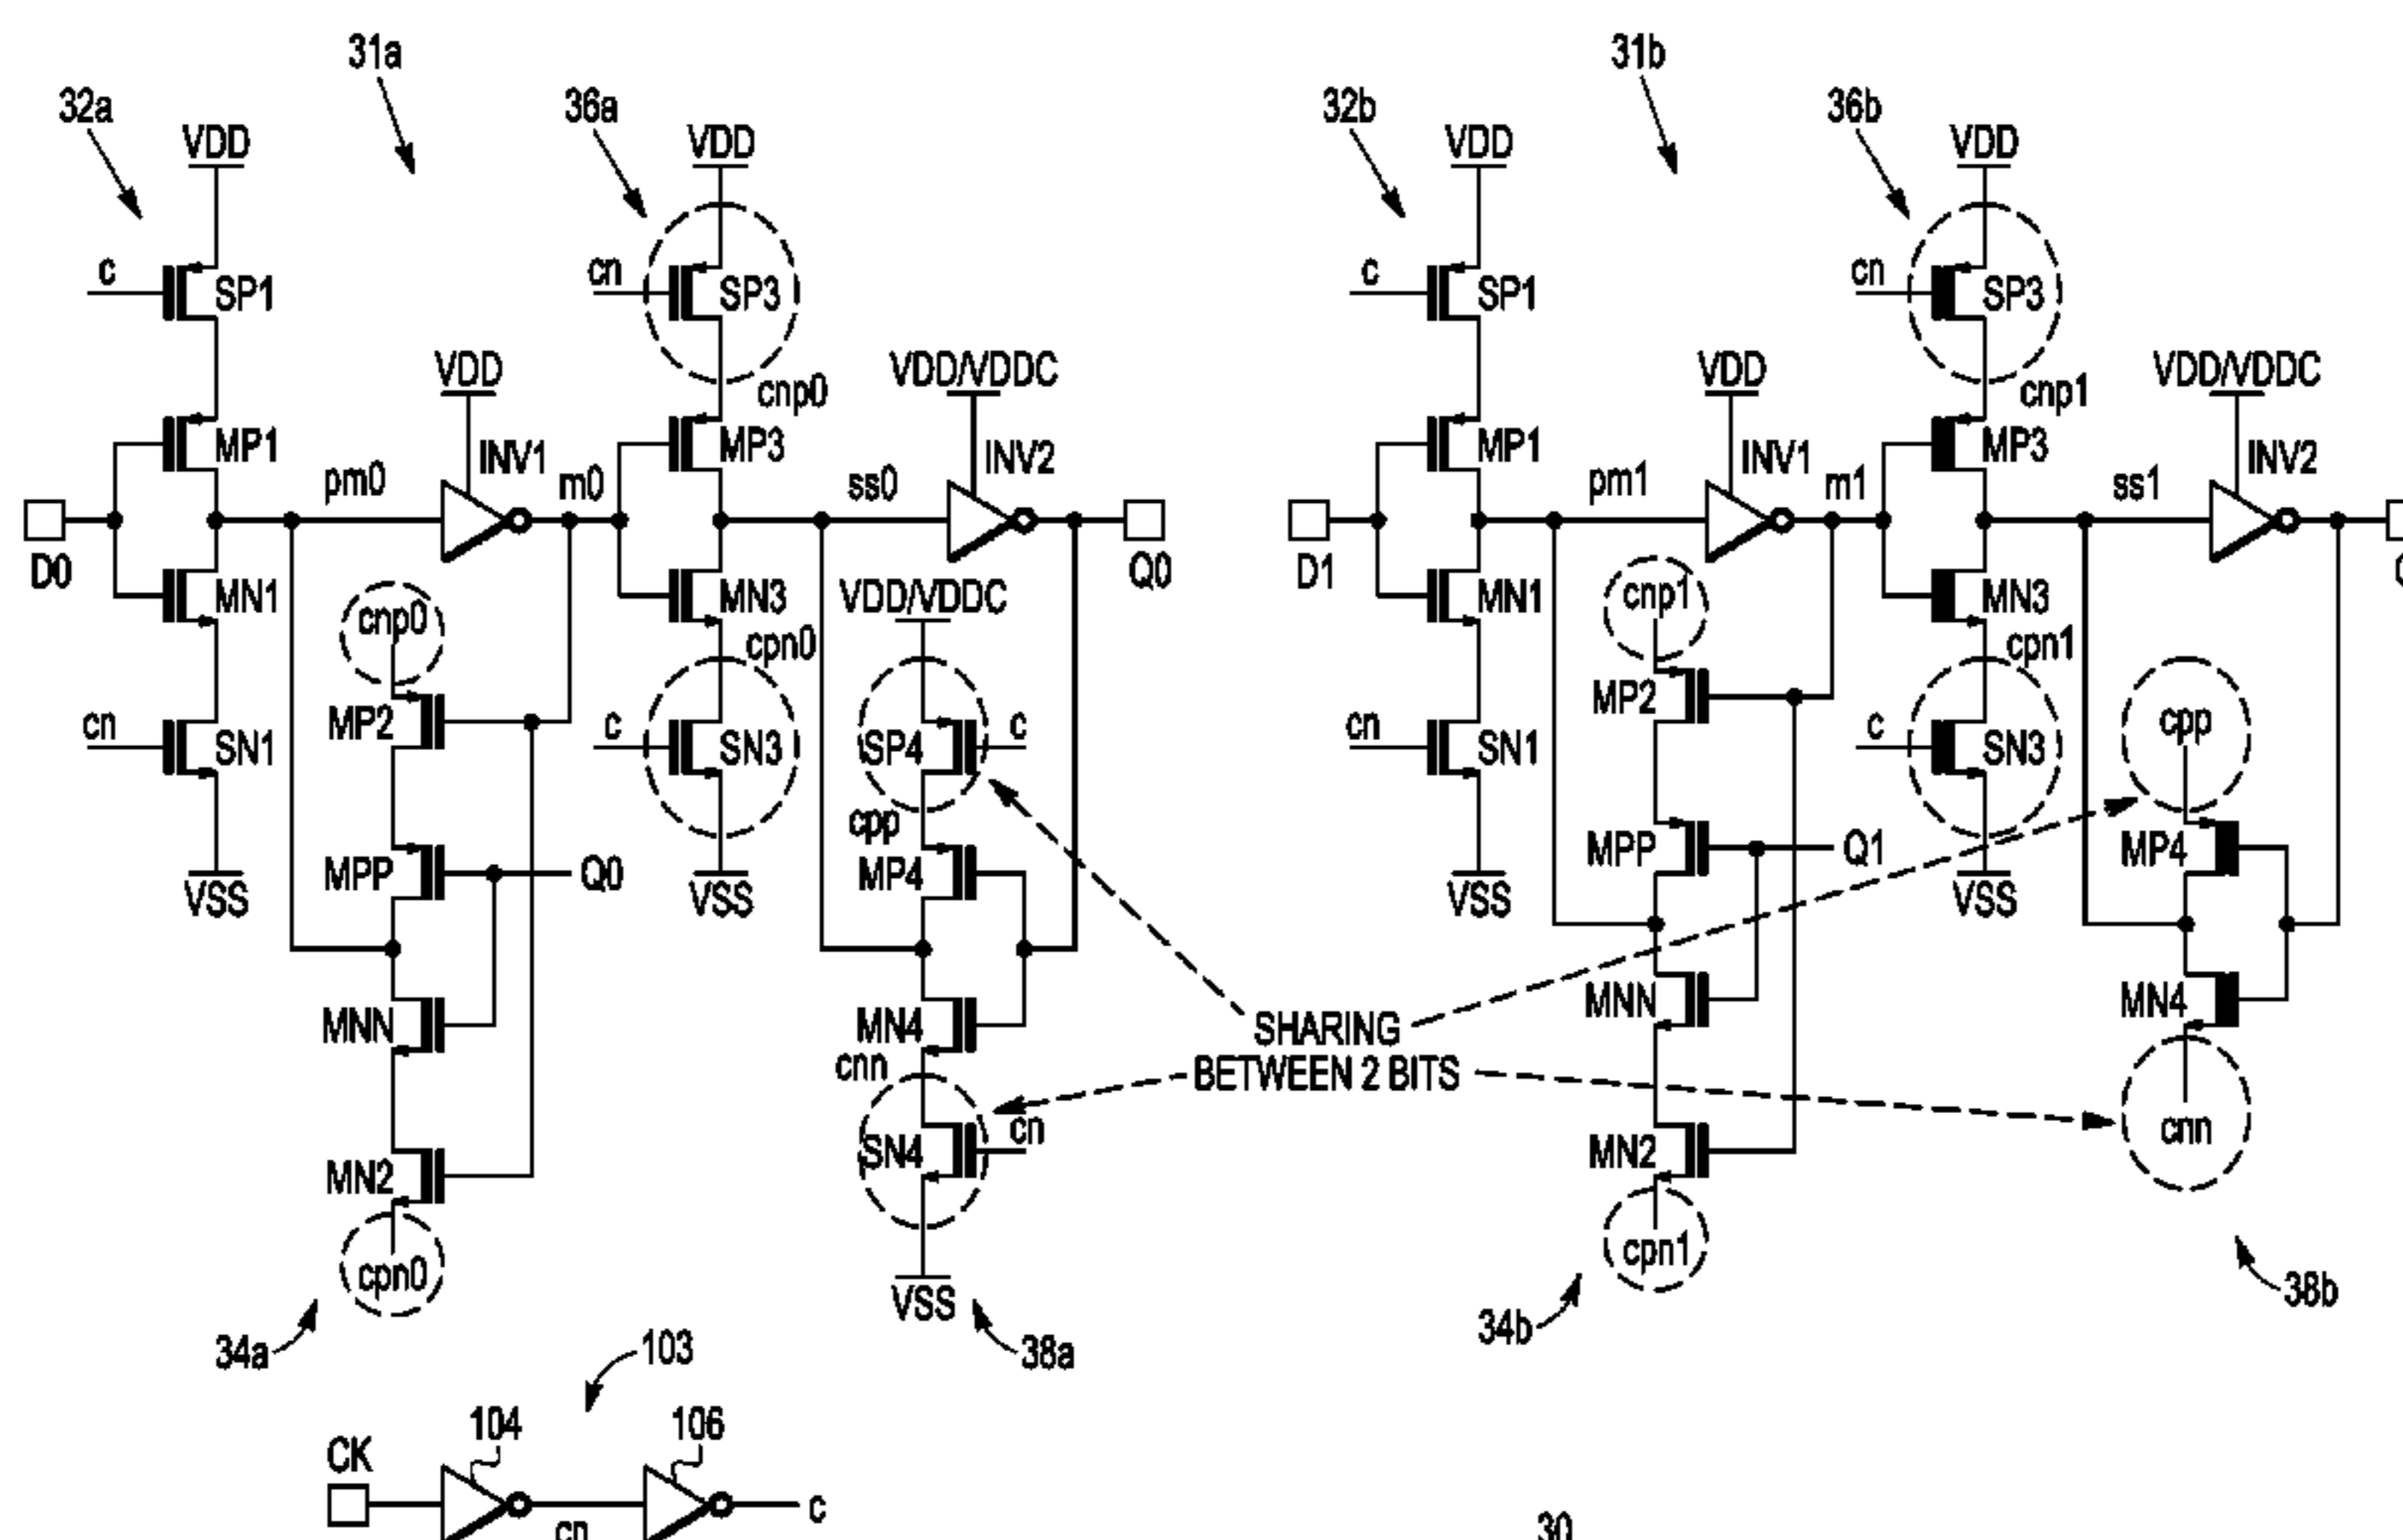 31a
31b
32a
36a
32b
36b
VDD
VDD
VDD
VDD
c
SP1
cn
SP3
c
SP1
cn
SP3
VDD
VDD/VDDC
VDD
VDD/VDDC
cnp0
cnp1
MP1
INV1
MP3
INV2
MP1
INV1
MP3
INV2
pm0
m0
ss0
pm1
m1
ss1
D0
Q0
D1
MN1
cnp0
MN3
VDD/VDDC
MN1
cnp1
MN3
cpn0
cpn1
MP2
MP2
cn
SN1
c
SN3
SP4
c
cn
SN1
c
SN3
cpp
cpp
MPP
Q0
MP4
MPP
Q1
MP4
VSS
VSS
VSS
VSS
MNN
MN4
SHARING
BETWEEN 2 BITS
MNN
MN4
cnn
cnn
MN2
SN4
cn
MN2
cpn0
cpn1
VSS
34a
38a
34b
38b
103
104
106
CK
c
cn
30